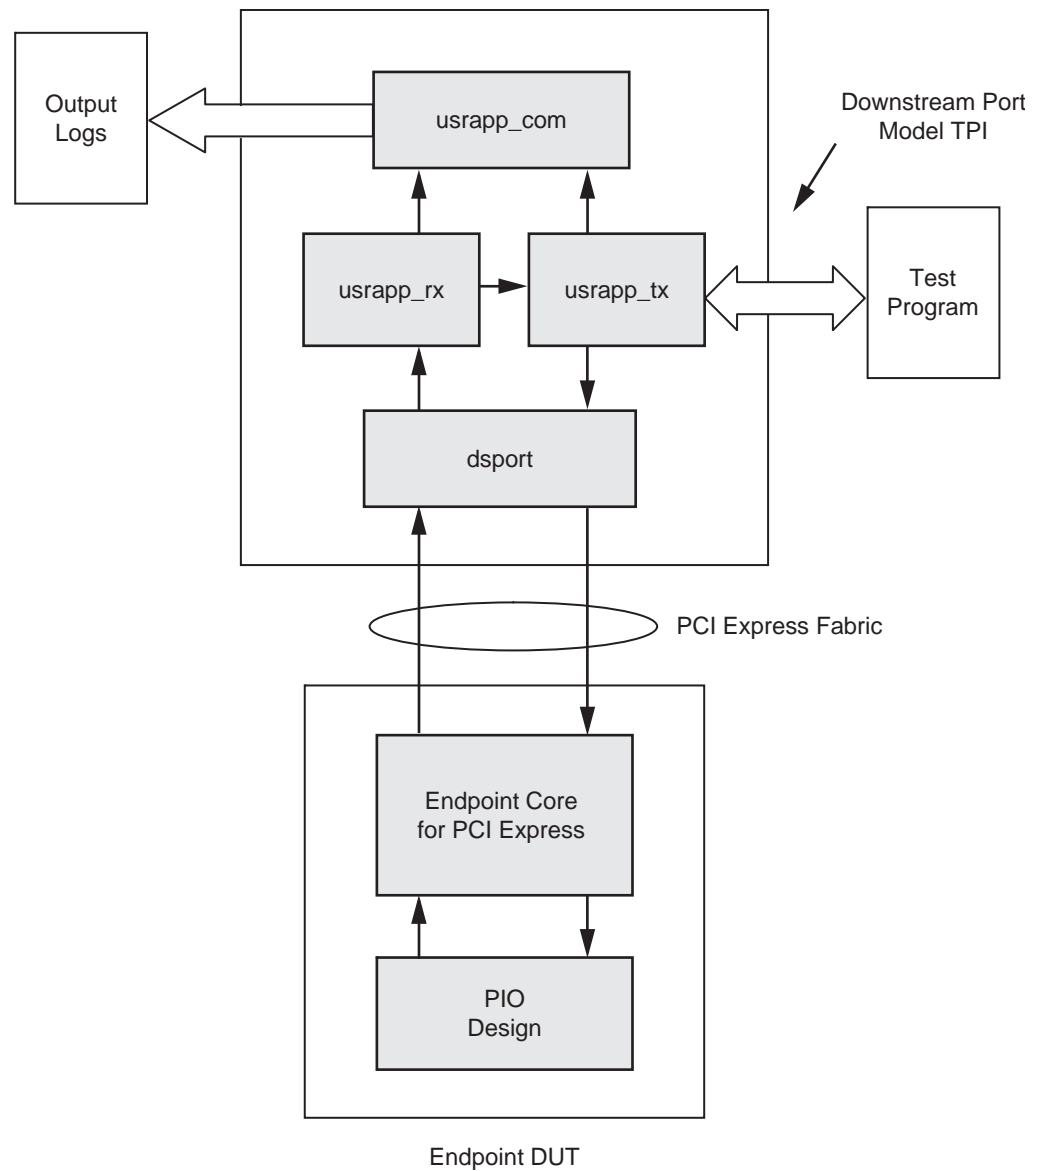 Output
Logs
usrapp_com
Downstream Port
Model TPI
usrapp_rx
usrapp_tx
Test
Program
dsport
PCI Express Fabric
Endpoint Core
for PCI Express
PIO
Design
Endpoint DUT